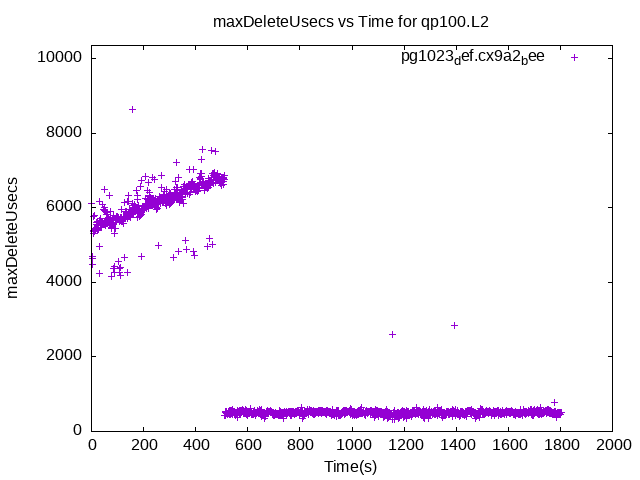 maxDeleteUsecs vs Time for qp100.L2
pg1023def.cx9a2bee
maxDeleteUsecs
10000
8000
6000
4000
2000
0
0 200 400 600 800 1000 1200 1400 1600 1800 2000
Time(s)